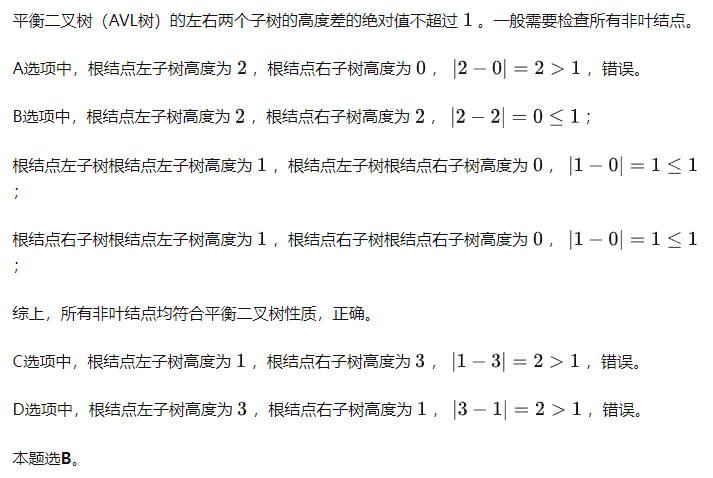 平衡二叉树（AVL树）的左右两个子树的高度差的绝对值不超过 1 。一般需要检查所有非叶结点。
A选项中，根结点左子树高度为 2 ，根结点右子树高度为 0 ， |2 − 0| = 2 > 1 ，错误。
B选项中，根结点左子树高度为 2 ，根结点右子树高度为 2 ， |2 − 2| = 0 ≤ 1 ；
根结点左子树根结点左子树高度为 1 ，根结点左子树根结点右子树高度为 0 ， |1 − 0| = 1 ≤ 1
；
根结点右子树根结点左子树高度为 1 ，根结点右子树根结点右子树高度为 0 ， |1 − 0| = 1 ≤ 1
；
综上，所有非叶结点均符合平衡二叉树性质，正确。
C选项中，根结点左子树高度为 1 ，根结点右子树高度为 3 ， |1 − 3| = 2 > 1 ，错误。
D选项中，根结点左子树高度为 3 ，根结点右子树高度为 1 ， |3 − 1| = 2 > 1 ，错误。
本题选B。